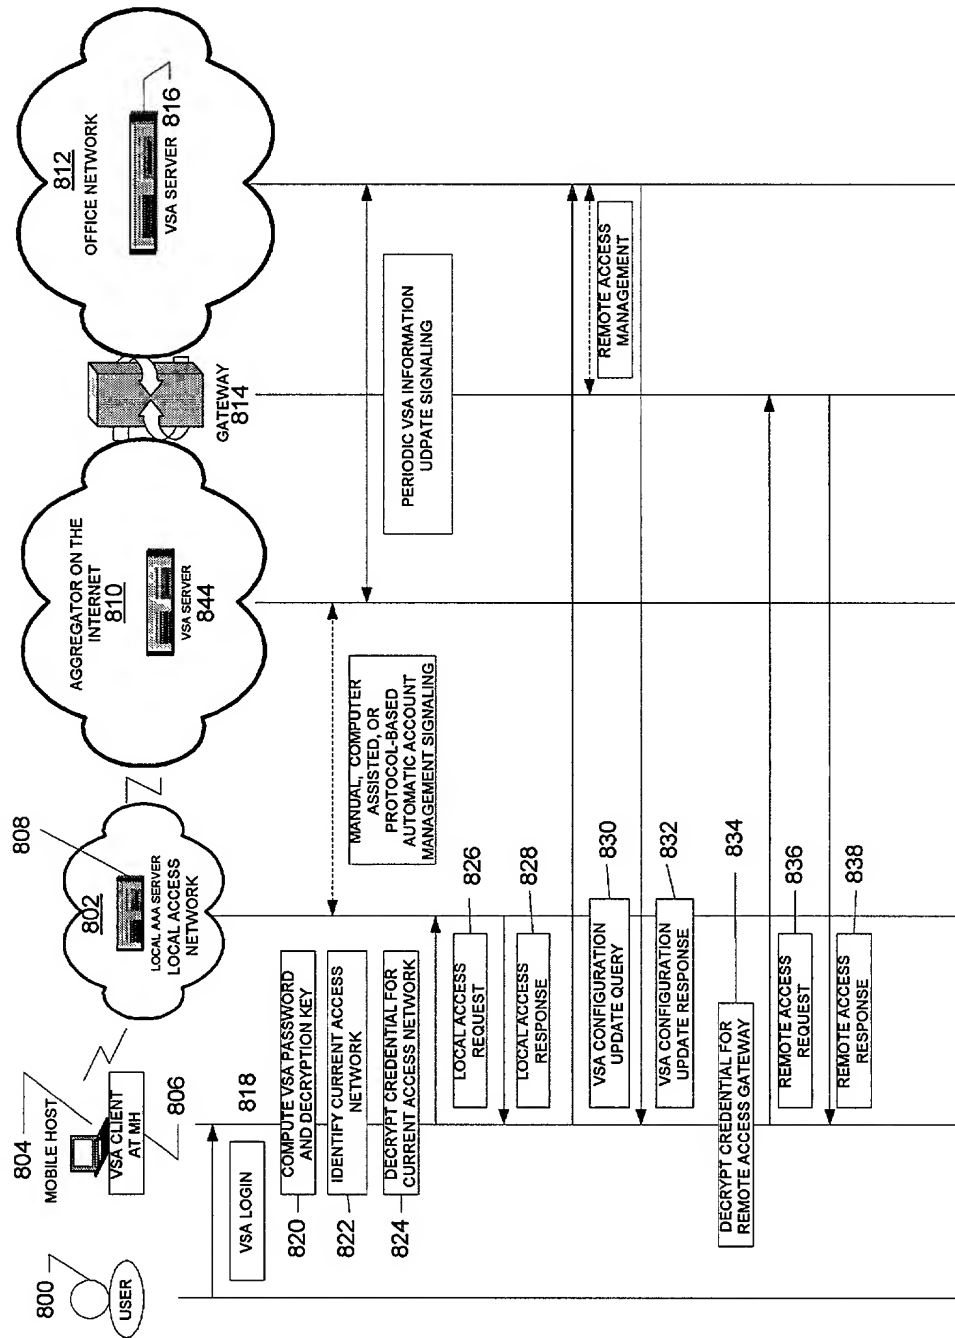 800
USER
804
MOBILE HOST
VSA CLIENT
AT MH
806
802
808
LOCAL AAA SERVER
LOCAL ACCESS
NETWORK
AGGREGATOR ON THE
INTERNET
810
VSA SERVER
844
GATEWAY
814
812
OFFICE NETWORK
VSA SERVER
816
VSA LOGIN
818
820
COMPUTE VSA PASSWORD
AND DECRYPTION KEY
822
IDENTIFY CURRENT ACCESS
NETWORK
824
DECRYPT CREDENTIAL FOR
CURRENT ACCESS NETWORK
MANUAL, COMPUTER
ASSISTED, OR
PROTOCOL-BASED
AUTOMATIC ACCOUNT
MANAGEMENT SIGNALING
PERIODIC VSA INFORMATION
UDPATE SIGNALING
LOCAL ACCESS
REQUEST
826
LOCAL ACCESS
RESPONSE
828
VSA CONFIGURATION
UPDATE QUERY
830
REMOTE ACCESS
MANAGEMENT
VSA CONFIGURATION
UPDATE RESPONSE
832
DECRYPT CREDENTIAL FOR
REMOTE ACCESS GATEWAY
834
REMOTE ACCESS
REQUEST
836
REMOTE ACCESS
RESPONSE
838